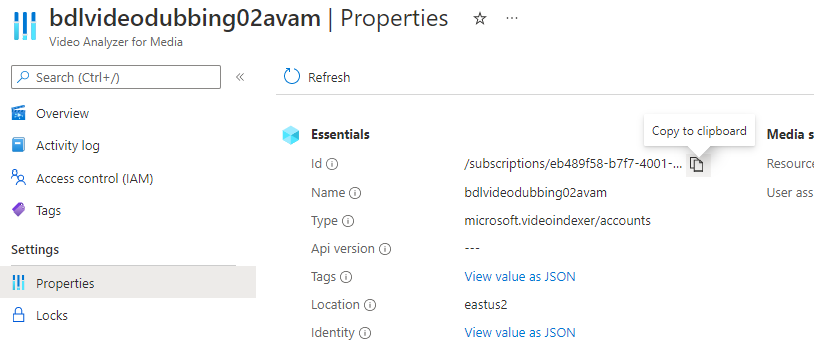 bdlvideodubbing02avam | Properties
Video Analyzer for Media
Search (Ctrl+/)
Overview
Activity log
Access control (IAM)
Tags
Settings
Properties
Locks
Refresh
Essentials
Copy to clipboard
Media s
Id
/subscriptions/eb489f58-b7f7-4001-...
Resource
Name
bdlvideodubbing02avam
User ass
Type
microsoft.videoindexer/accounts
Api version
---
Tags
View value as JSON
Location
eastus2
Identity
View value as JSON